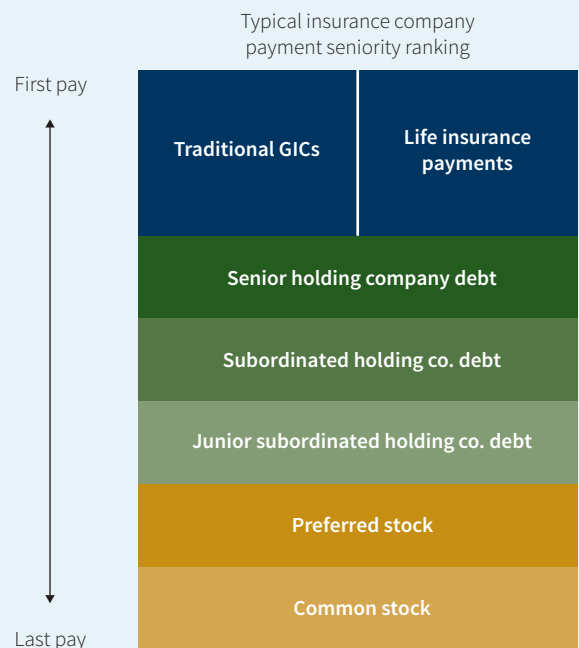 Typical insurance company
payment seniority ranking
First pay
Traditional GICs
Life insurance
payments
Senior holding company debt
Subordinated holding co. debt
Junior subordinated holding co. debt
Preferred stock
Common stock
Last pay